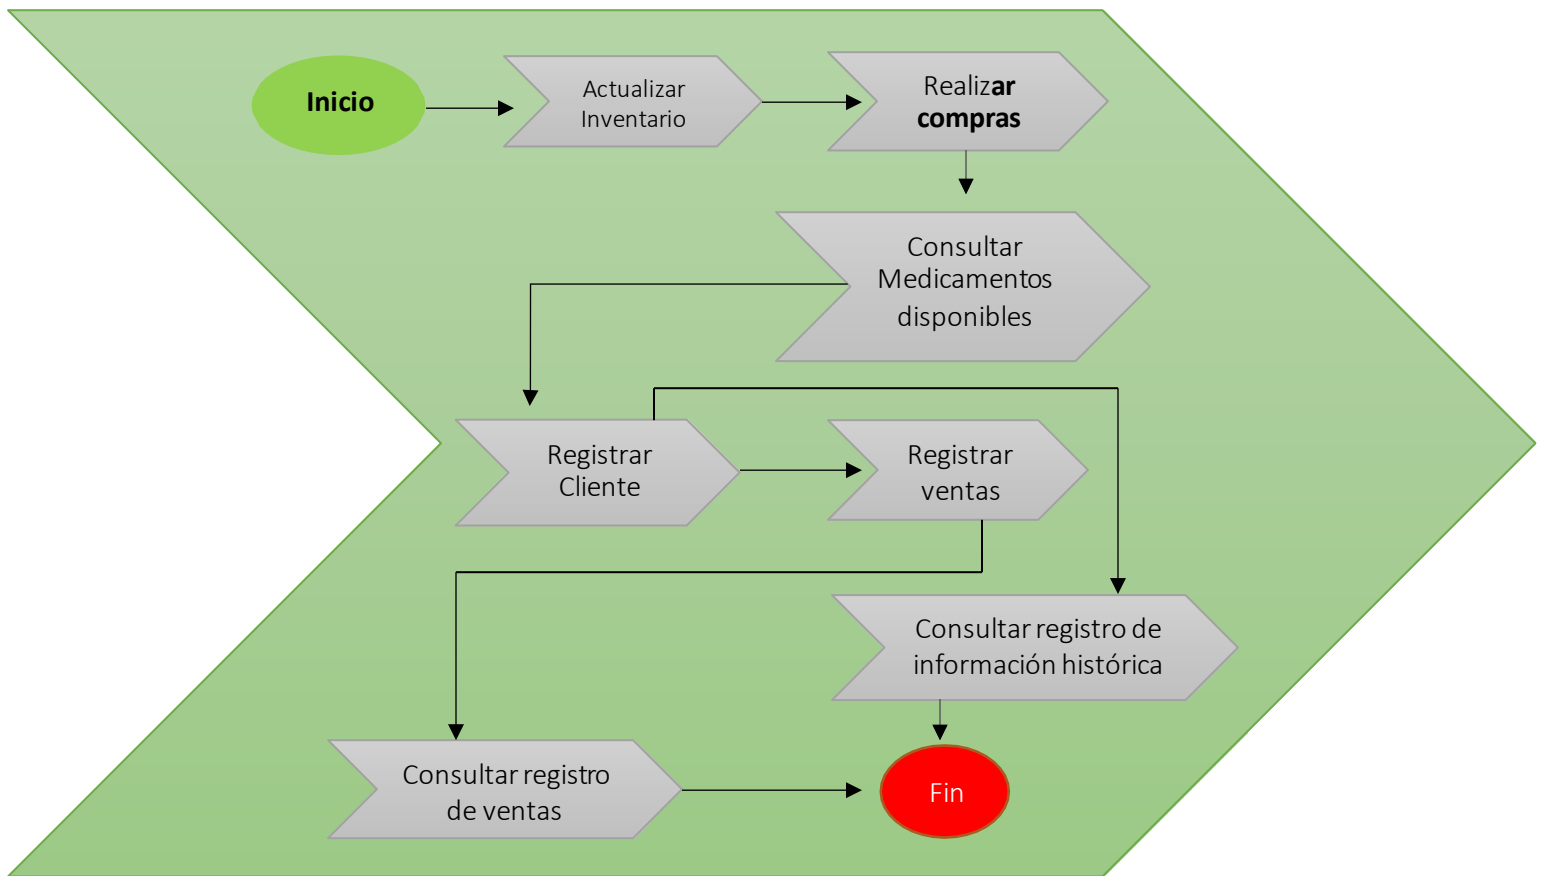 Inicio
Actualizar
Inventario
Realizar
compras
Consultar
Medicamentos
disponibles
Registrar
Cliente
Registrar
ventas
Consultar registro de
información histórica
Consultar registro
de ventas
Fin